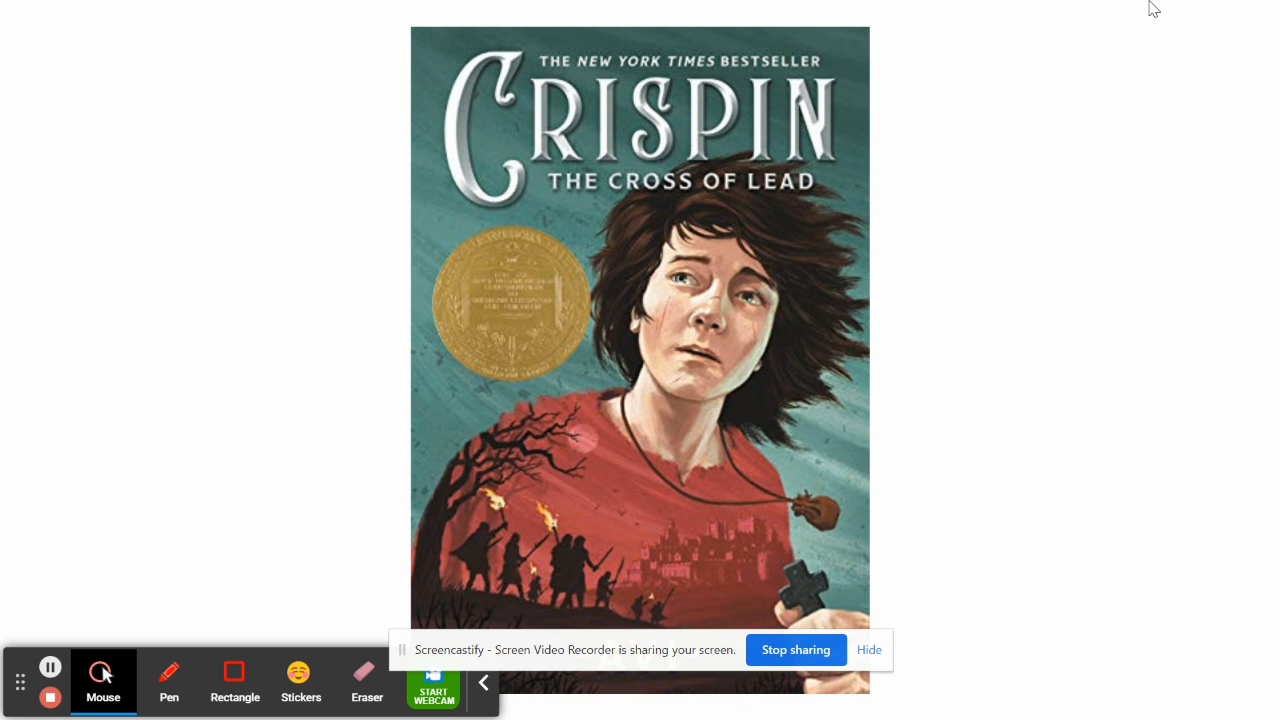 THE NEW YORK TIMES BESTSELLER
CRISPIN
THE CROSS OF LEAD
Screencastify - Screen Video Recorder is sharing your screen.
Stop sharing
Hide
Mouse
Pen
Rectangle
Stickers
Eraser
START
WEBCAM